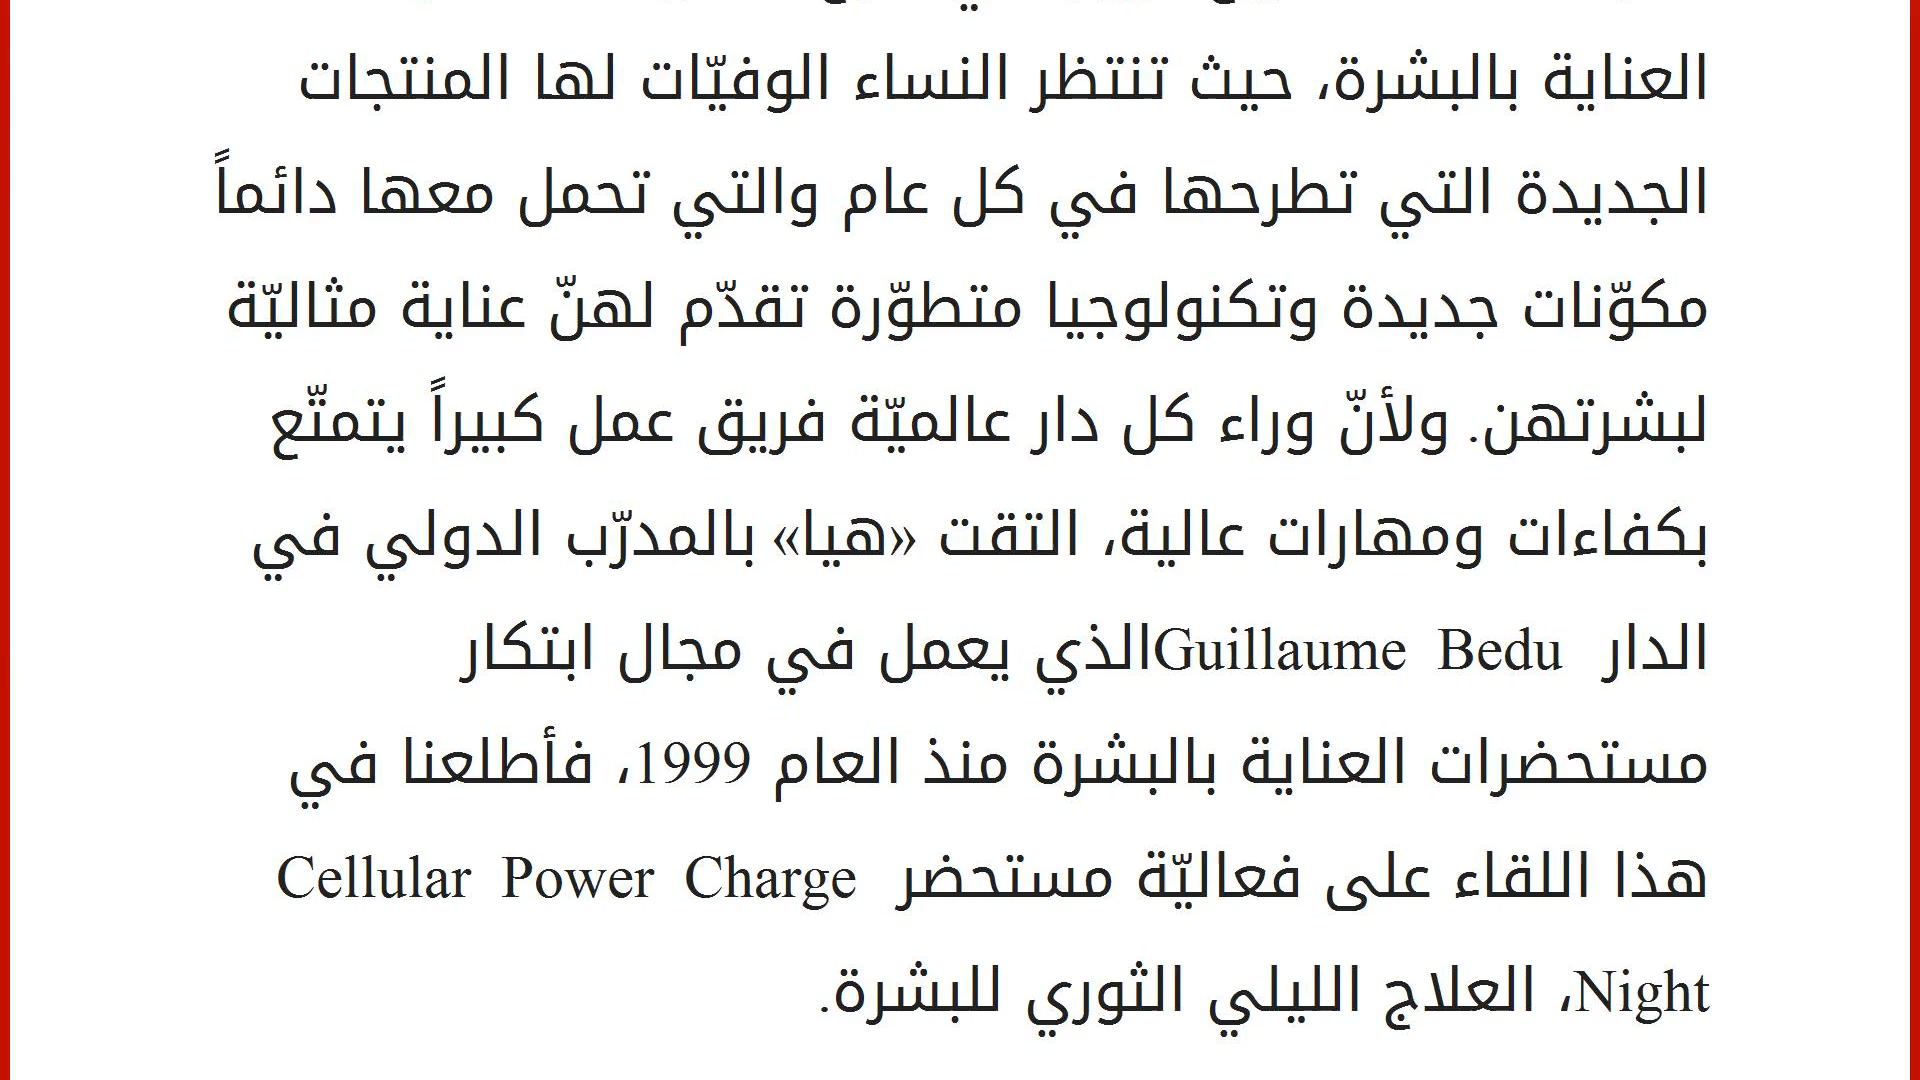 العناية بالبشرة، حيث تنتظر النساء الوفيّات لها المنتجات
الجديدة التي تطرحها في كل عام والتي تحمل معها دائماً
مكوّنات جديدة وتكنولوجيا متطوّرة تقدّم لهنّ عناية مثاليّة
لبشرتهن. ولأنّ وراء كل دار عالميّة فريق عمل كبيراً يتمتّع
بكفاءات ومهارات عالية، التقت «هيا» بالمدرّب الدولي في
الدار Guillaume Bedu الذي يعمل في مجال ابتكار
مستحضرات العناية بالبشرة منذ العام 1999، فأطلعنا في
هذا اللقاء على فعاليّة مستحضر Cellular Power Charge
Night، العلاج الليلي الثوري للبشرة.